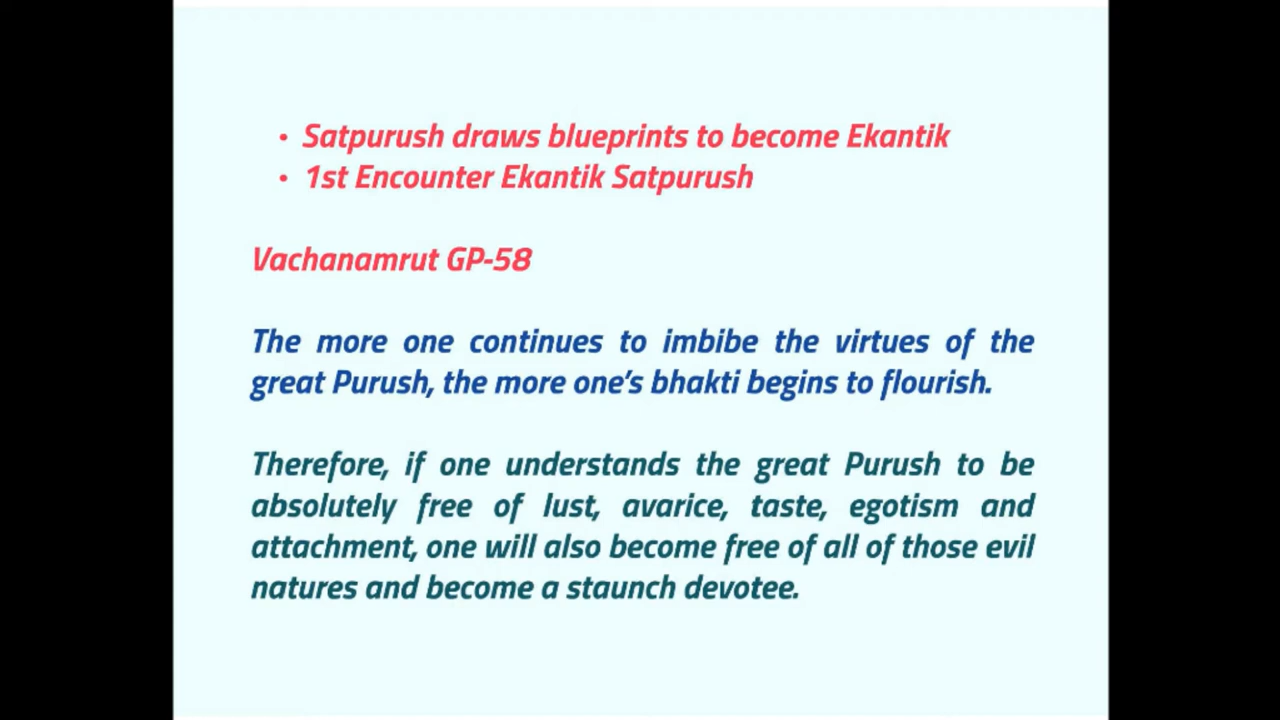 • Satpurush draws blueprints to become Ekantik
• 1st Encounter Ekantik Satpurush
Vachanamrut GP-58
The more one continues to imbibe the virtues of the
great Purush, the more one's bhakti begins to flourish.
Therefore, if one understands the great Purush to be
absolutely free of lust, avarice, taste, egotism and
attachment, one will also become free of all of those evil
natures and become a staunch devotee.